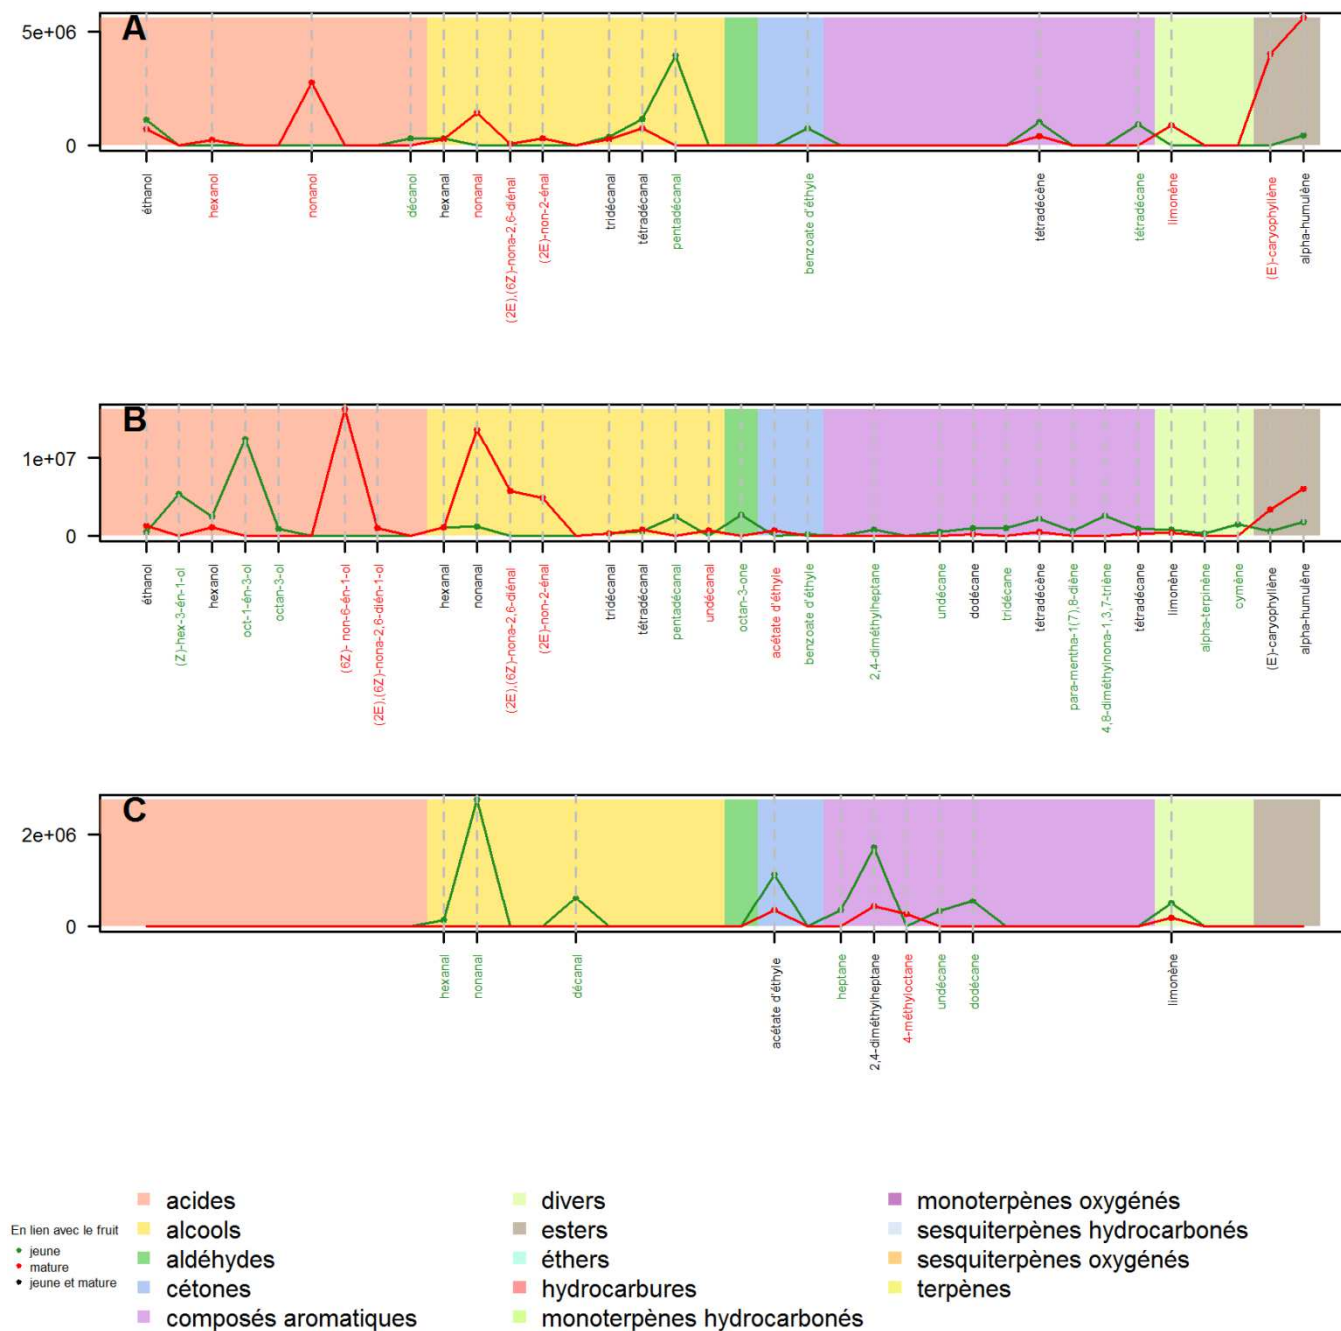 A
5e+06
0
éthanol
hexanol
nonanol
décanol
hexanal
nonanal
(2E),(6Z)-nona-2,6-diénal
(2E)-non-2-énal
tridécanal
tétradécanal
pentadécanal
benzoate d'éthyle
tétradécène
tétradécane
limonène
(E)-caryophyllène
alpha-humulène
B
1e+07
0
éthanol
(Z)-hex-3-én-1-ol
hexanol
oct-1-én-3-ol
octan-3-ol
(6Z)- non-6-én-1-ol
(2E),(6Z)-nona-2,6-dién-1-ol
hexanal
nonanal
(2E),(6Z)-nona-2,6-diénal
(2E)-non-2-énal
tridécanal
tétradécanal
pentadécanal
undécanal
octan-3-one
acétate d'éthyle
benzoate d'éthyle
2,4-diméthylheptane
undécane
dodécane
tridécane
tétradécène
para-mentha-1(7),8-diène
4,8-diméthylnona-1,3,7-triène
tétradécane
limonène
alpha-terpinène
cymène
(E)-caryophyllène
alpha-humulène
C
2e+06
0
hexanal
nonanal
décanal
acétate d'éthyle
heptane
2,4-diméthylheptane
4-méthyloctane
undécane
dodécane
limonène
En lien avec le fruit
jeune
mature
jeune et mature
acides
alcools
aldéhydes
cétones
composés aromatiques
divers
esters
éthers
hydrocarbures
monoterpènes hydrocarbonés
monoterpènes oxygénés
sesquiterpènes hydrocarbonés
sesquiterpènes oxygénés
terpènes